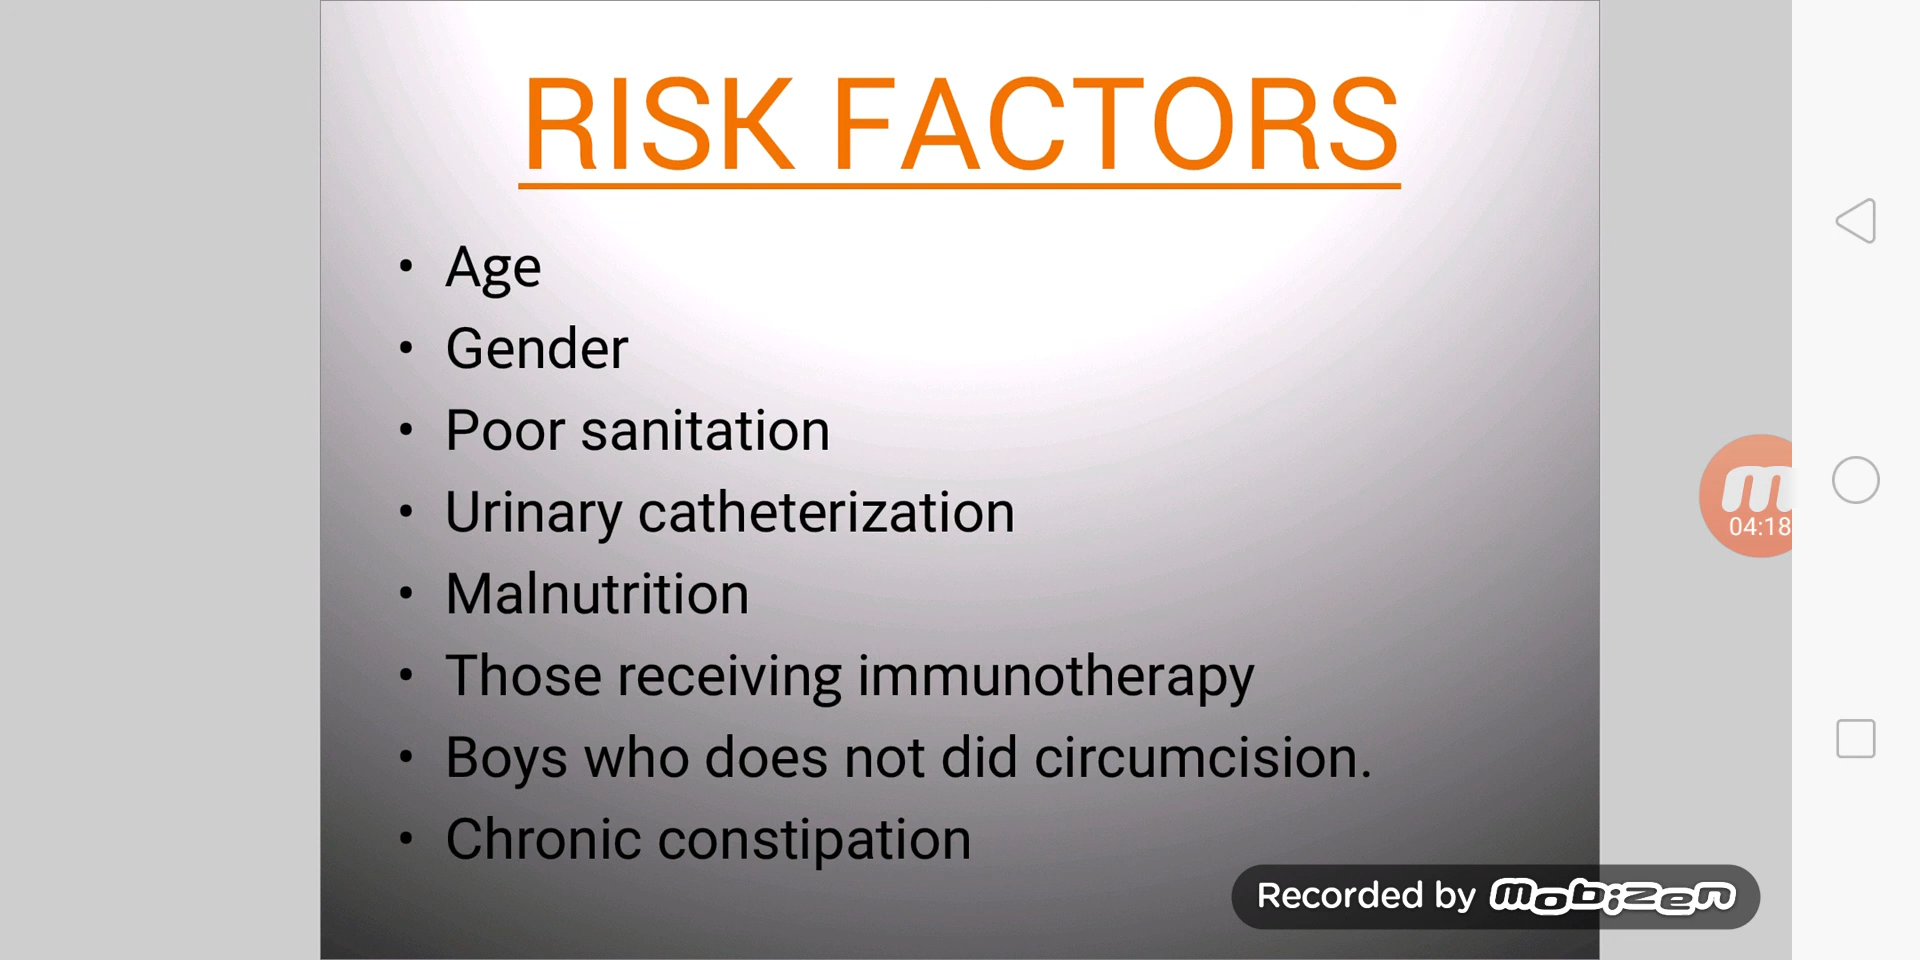 RISK FACTORS
• Age
• Gender
• Poor sanitation
• Urinary catheterization
• Malnutrition
• Those receiving immunotherapy
• Boys who does not did circumcision.
• Chronic constipation
m
04:18
Recorded by mobizen